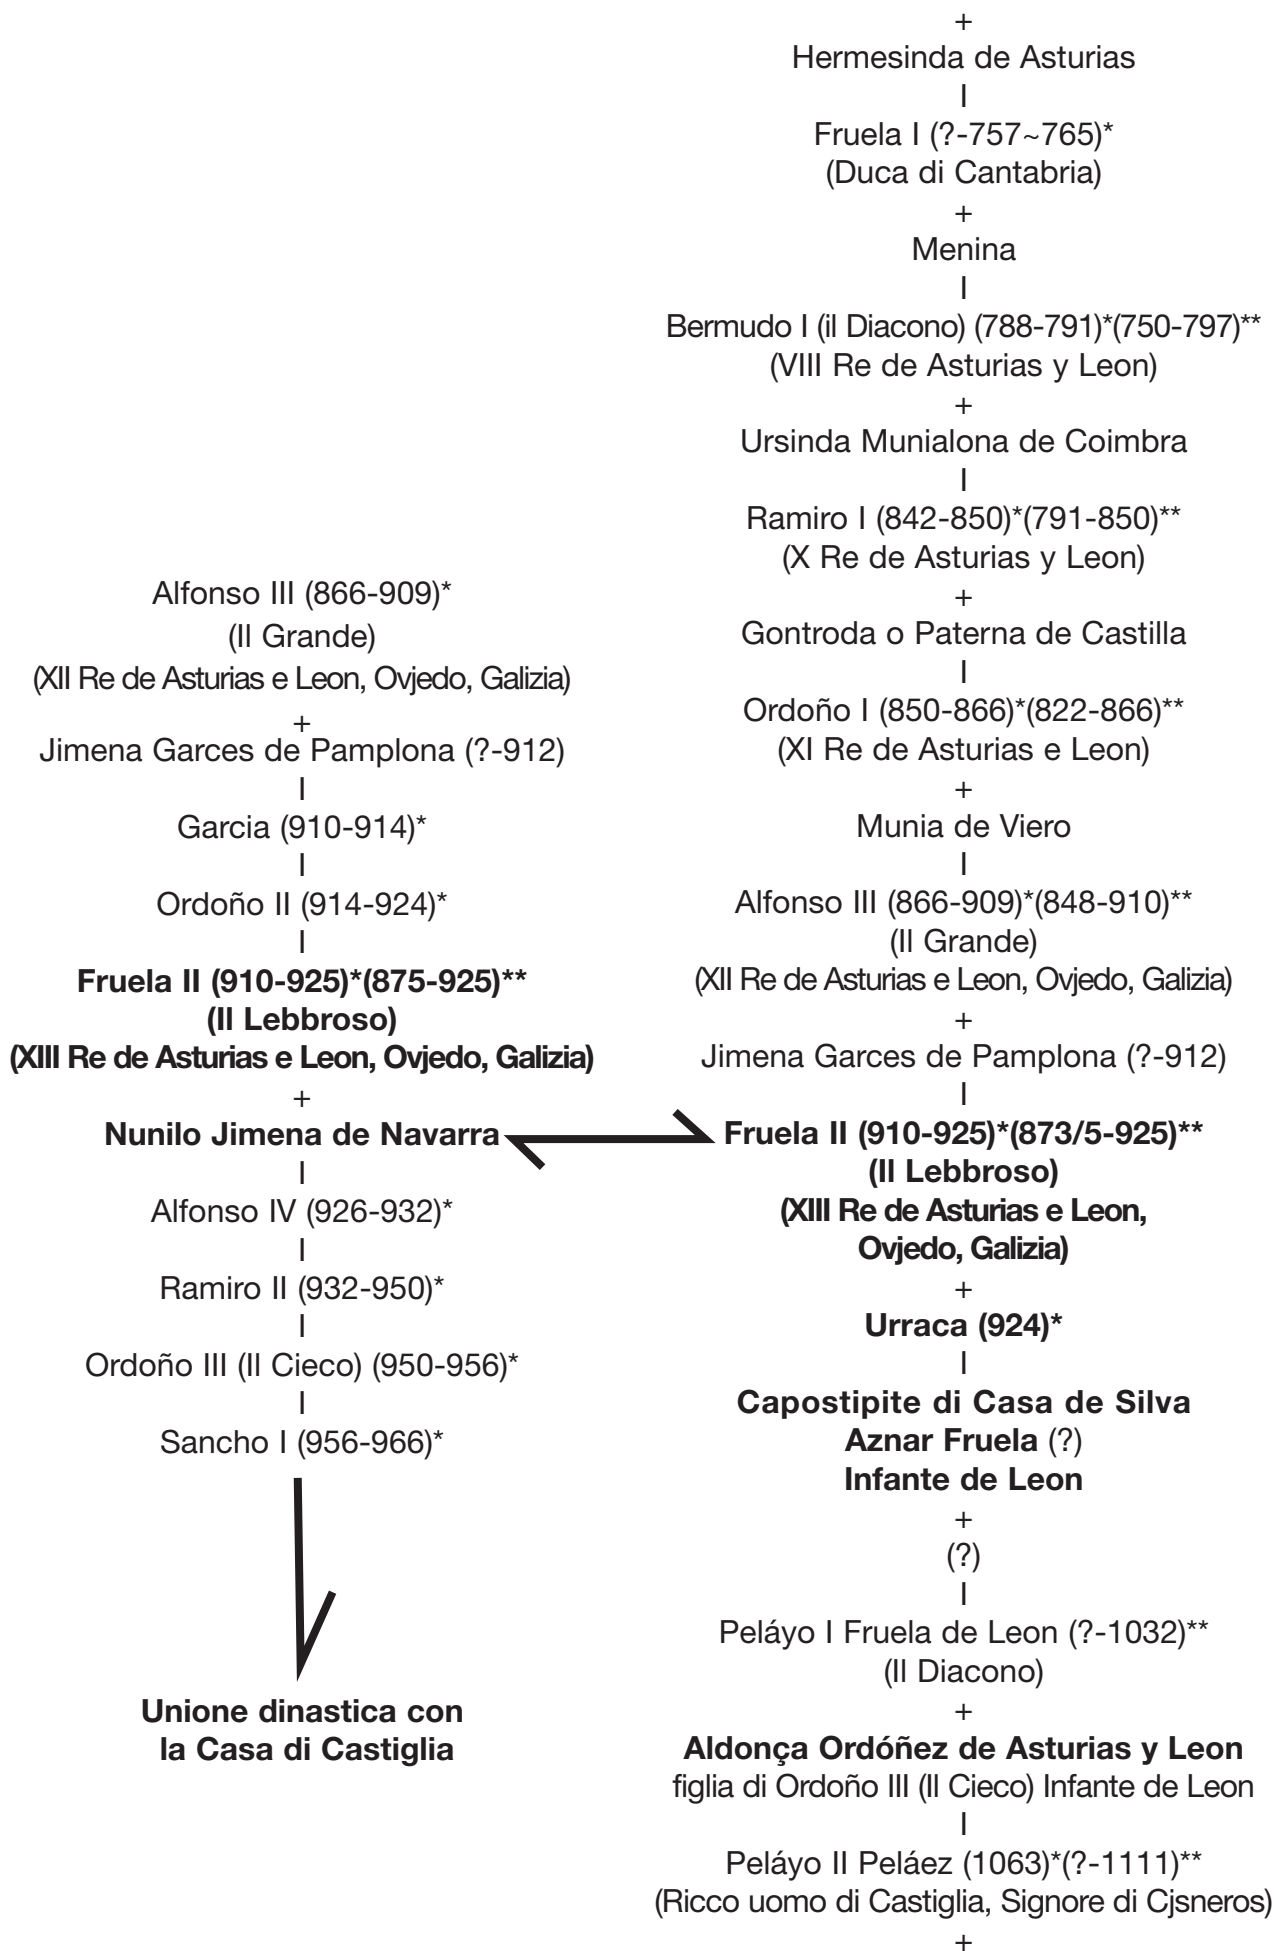 Alfonso III (866-909)*
(Il Grande)
(XII Re de Asturias e Leon, Ovjedo, Galizia)
+
Jimena Garces de Pamplona (?-912)
|
Garcia (910-914)*
|
Ordoño II (914-924)*
|
Fruela II (910-925)*(875-925)**
(Il Lebbroso)
(XIII Re de Asturias e Leon, Ovjedo, Galizia)
+
Nunilo Jimena de Navarra
|
Alfonso IV (926-932)*
|
Ramiro II (932-950)*
|
Ordoño III (Il Cieco) (950-956)*
|
Sancho I (956-966)*
Unione dinastica con
la Casa di Castiglia
+
Hermesinda de Asturias
|
Fruela I (?-757~765)*
(Duca di Cantabria)
+
Menina
|
Bermudo I (il Diacono) (788-791)*(750-797)**
(VIII Re de Asturias y Leon)
+
Ursinda Munialona de Coimbra
|
Ramiro I (842-850)*(791-850)**
(X Re de Asturias y Leon)
+
Gontroda o Paterna de Castilla
|
Ordoño I (850-866)*(822-866)**
(XI Re de Asturias e Leon)
+
Munia de Viero
|
Alfonso III (866-909)*(848-910)**
(Il Grande)
(XII Re de Asturias e Leon, Ovjedo, Galizia)
+
Jimena Garces de Pamplona (?-912)
|
Fruela II (910-925)*(873/5-925)**
(Il Lebbroso)
(XIII Re de Asturias e Leon,
Ovjedo, Galizia)
+
Urraca (924)*
|
Capostipite di Casa de Silva
Aznar Fruela (?)
Infante de Leon
+
(?)
|
Peláyo I Fruela de Leon (?-1032)**
(Il Diacono)
+
Aldonça Ordóñez de Asturias y Leon
figlia di Ordoño III (Il Cieco) Infante de Leon
|
Peláyo II Peláez (1063)*(?-1111)**
(Ricco uomo di Castiglia, Signore di Cjsneros)
+